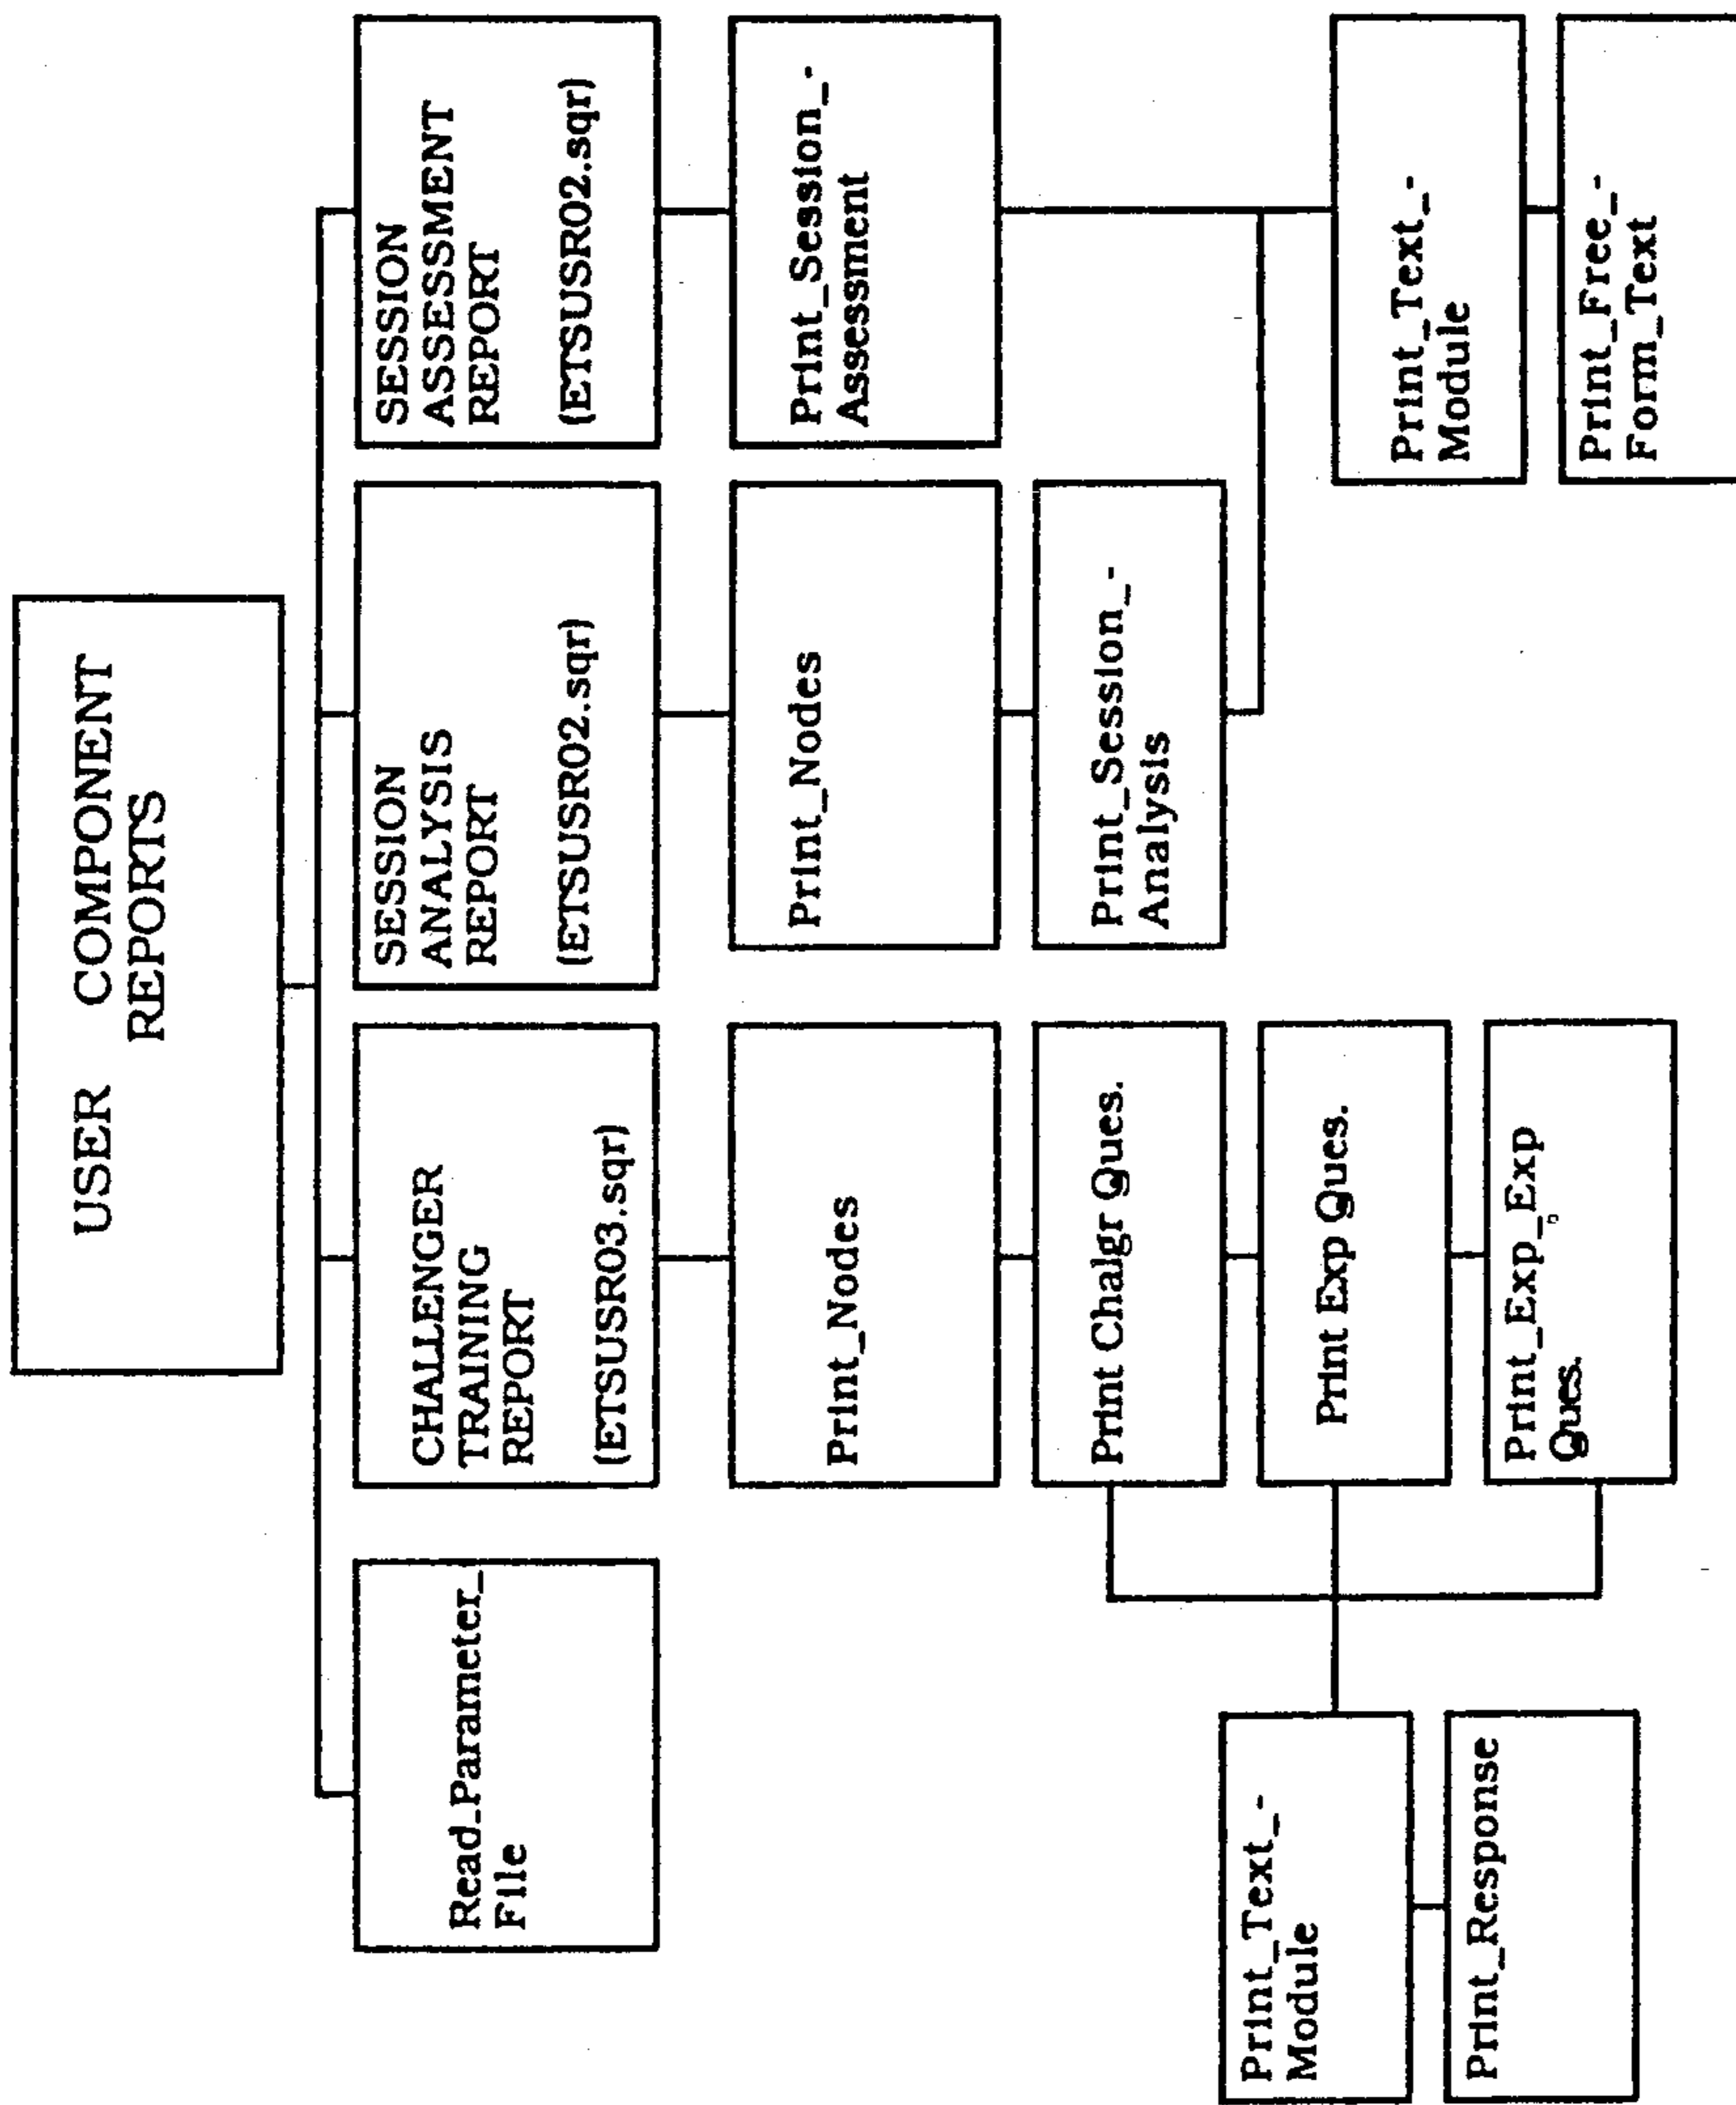 USER COMPONENT
REPORTS
Read_Parameter_
File
CHALLENGER
TRAINING
REPORT
(ETSUSR03.sqr)
SESSION
ANALYSIS
REPORT
(ETSUSR02.sqr)
SESSION
ASSESSMENT
REPORT
(ETSUSR02.sqr)
Print_Nodes
Print_Nodes
Print_Session_-
Assessment
Print Chalgr Ques.
Print_Session_-
Analysis
Print_Text_-
Module
Print Exp Ques.
Print_Text_-
Module
Print_Response
Print_Exp_Exp
Ques.
Print_Free_-
Form_Text